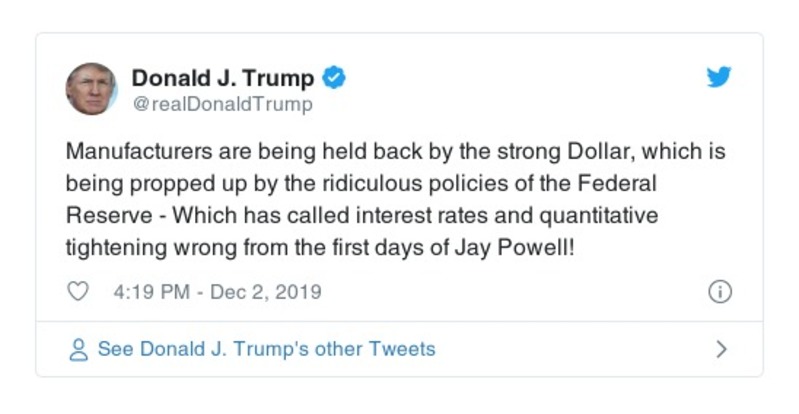 Donald J. Trump
@realDonaldTrump
Manufacturers are being held back by the strong Dollar, which is
being propped up by the ridiculous policies of the Federal
Reserve - Which has called interest rates and quantitative
tightening wrong from the first days of Jay Powell!
4:19 PM - Dec 2, 2019
See Donald J. Trump's other Tweets